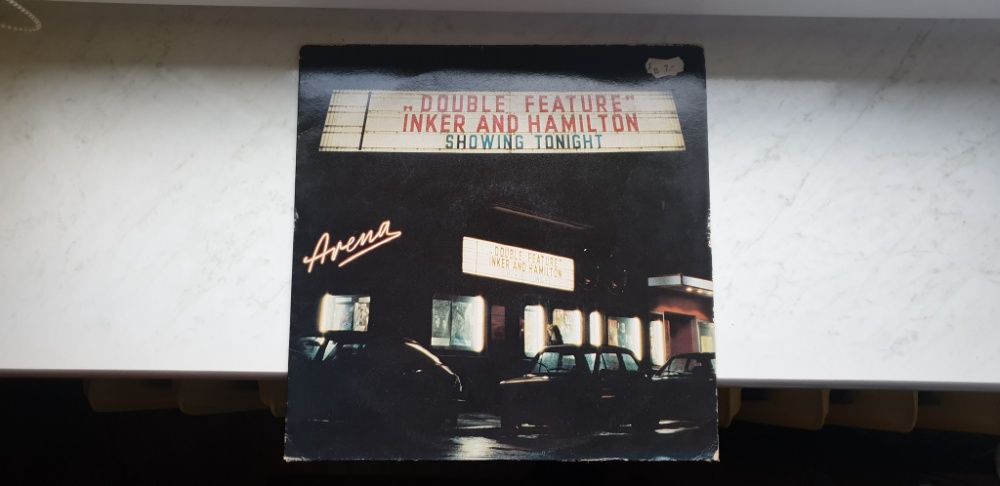 „DOUBLE FEATURE"
INKER AND HAMILTON
SHOWING TONIGHT
Arena
"DOUBLE FEATURE"
INKER AND HAMILTON